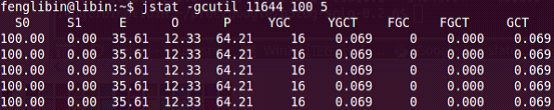 fenglibin@libin:~$ jstat -gcutil 11644 100 5
S0 S1 E O P YGC YGCT FGC FGCT GCT
100.00 0.00 35.61 12.33 64.21 16 0.069 0 0.000 0.069
100.00 0.00 35.61 12.33 64.21 16 0.069 0 0.000 0.069
100.00 0.00 35.61 12.33 64.21 16 0.069 0 0.000 0.069
100.00 0.00 35.61 12.33 64.21 16 0.069 0 0.000 0.069
100.00 0.00 35.61 12.33 64.21 16 0.069 0 0.000 0.069